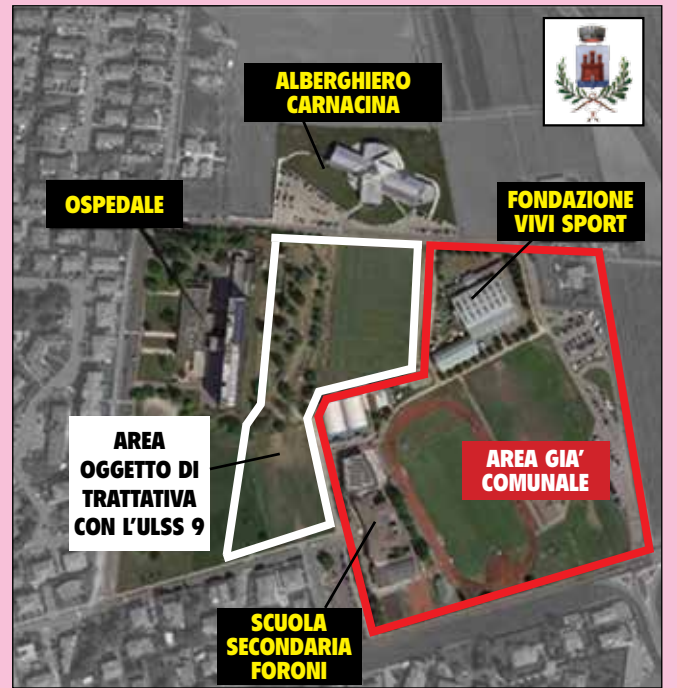 ALBERGHIERO
CARNACINA
OSPEDALE
FONDAZIONE
VIVI SPORT
AREA
OGGETTO DI
TRATTATIVA
CON L'ULSS 9
AREA GIA'
COMUNALE
SCUOLA
SECONDARIA
FORONI